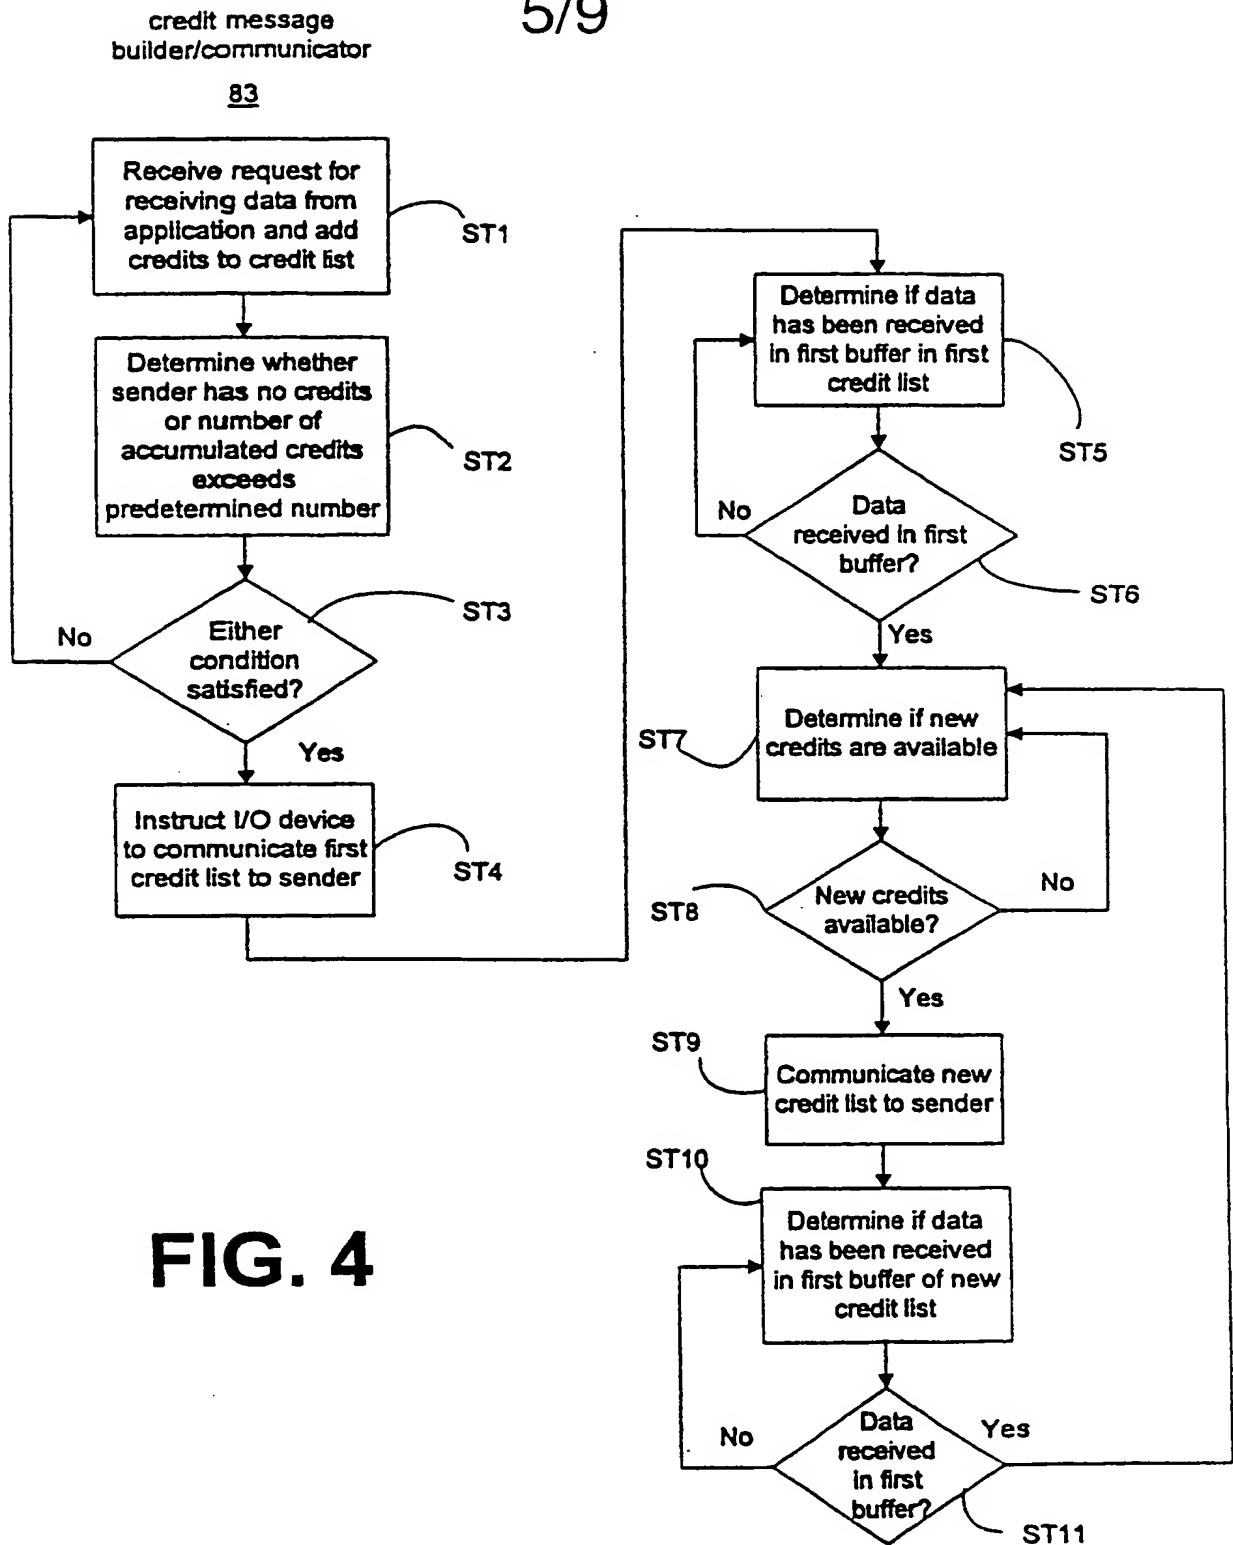 5/9
credit message
builder/communicator
83
Receive request for
receiving data from
application and add
credits to credit list
ST1
Determine whether
sender has no credits
or number of
accumulated credits
exceeds
predetermined number
ST2
Either
condition
satisfied?
ST3
No
Yes
Instruct I/O device
to communicate first
credit list to sender
ST4
Determine if data
has been received
in first buffer in first
credit list
ST5
Data
received in first
buffer?
No
ST6
Yes
Determine if new
credits are available
ST7
New credits
available?
ST8
No
Yes
Communicate new
credit list to sender
ST9
Determine if data
has been received
in first buffer of new
credit list
ST10
Data
received
in first
buffer?
No
Yes
ST11
FIG. 4